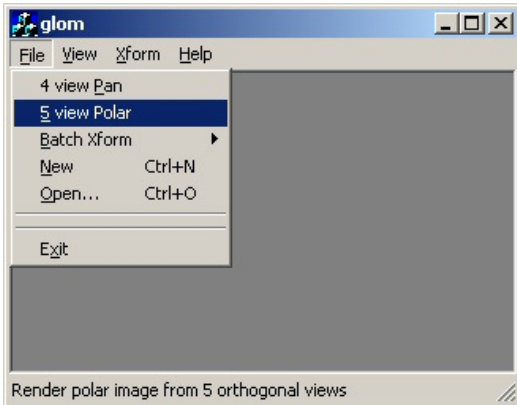 glom
File View Xform Help
4 view Pan
5 view Polar
Batch Xform
New Ctrl+N
Open... Ctrl+O
Exit
Render polar image from 5 orthogonal views